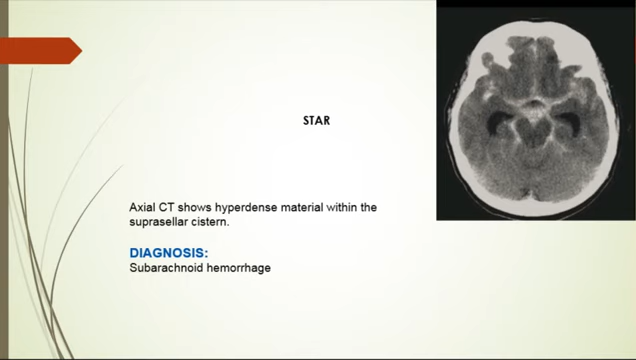 STAR
Axial CT shows hyperdense material within the
suprasellar cistern.
DIAGNOSIS:
Subarachnoid hemorrhage